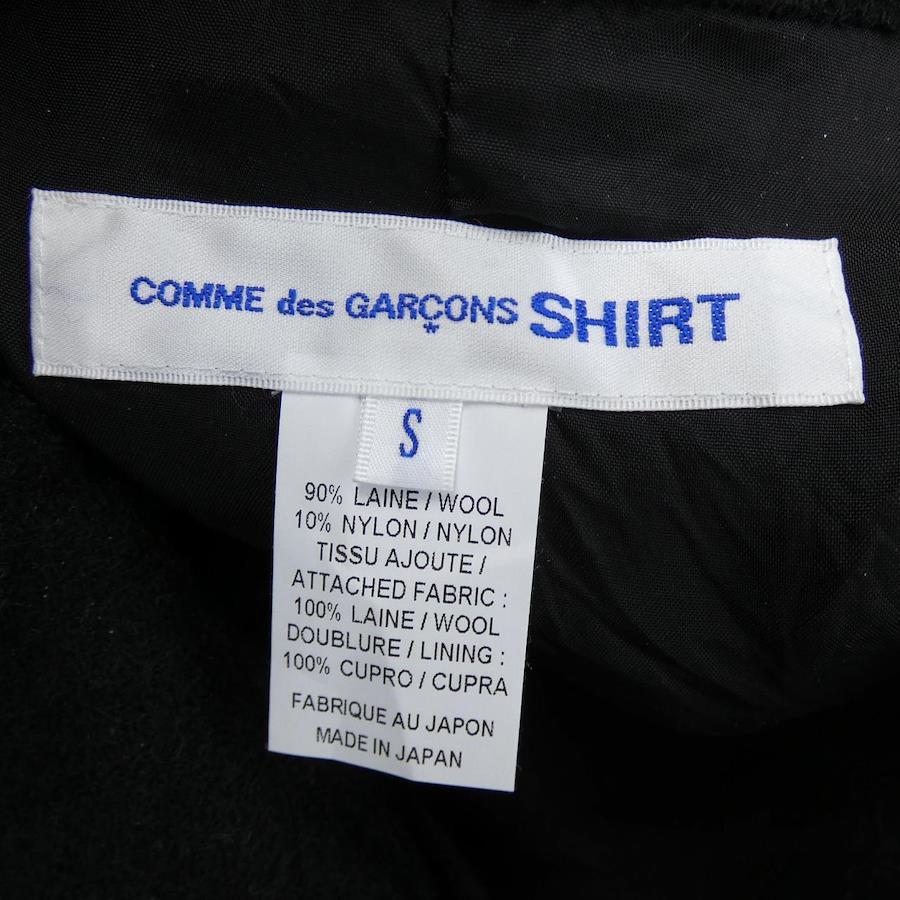 COMME des GARÇONS SHIRT
*
S
90% LAINE / WOOL
10% NYLON / NYLON
TISSU AJOUTE /
ATTACHED FABRIC :
100% LAINE / WOOL
DOUBLURE / LINING :
100% CUPRO / CUPRA
FABRIQUE AU JAPON
MADE IN JAPAN